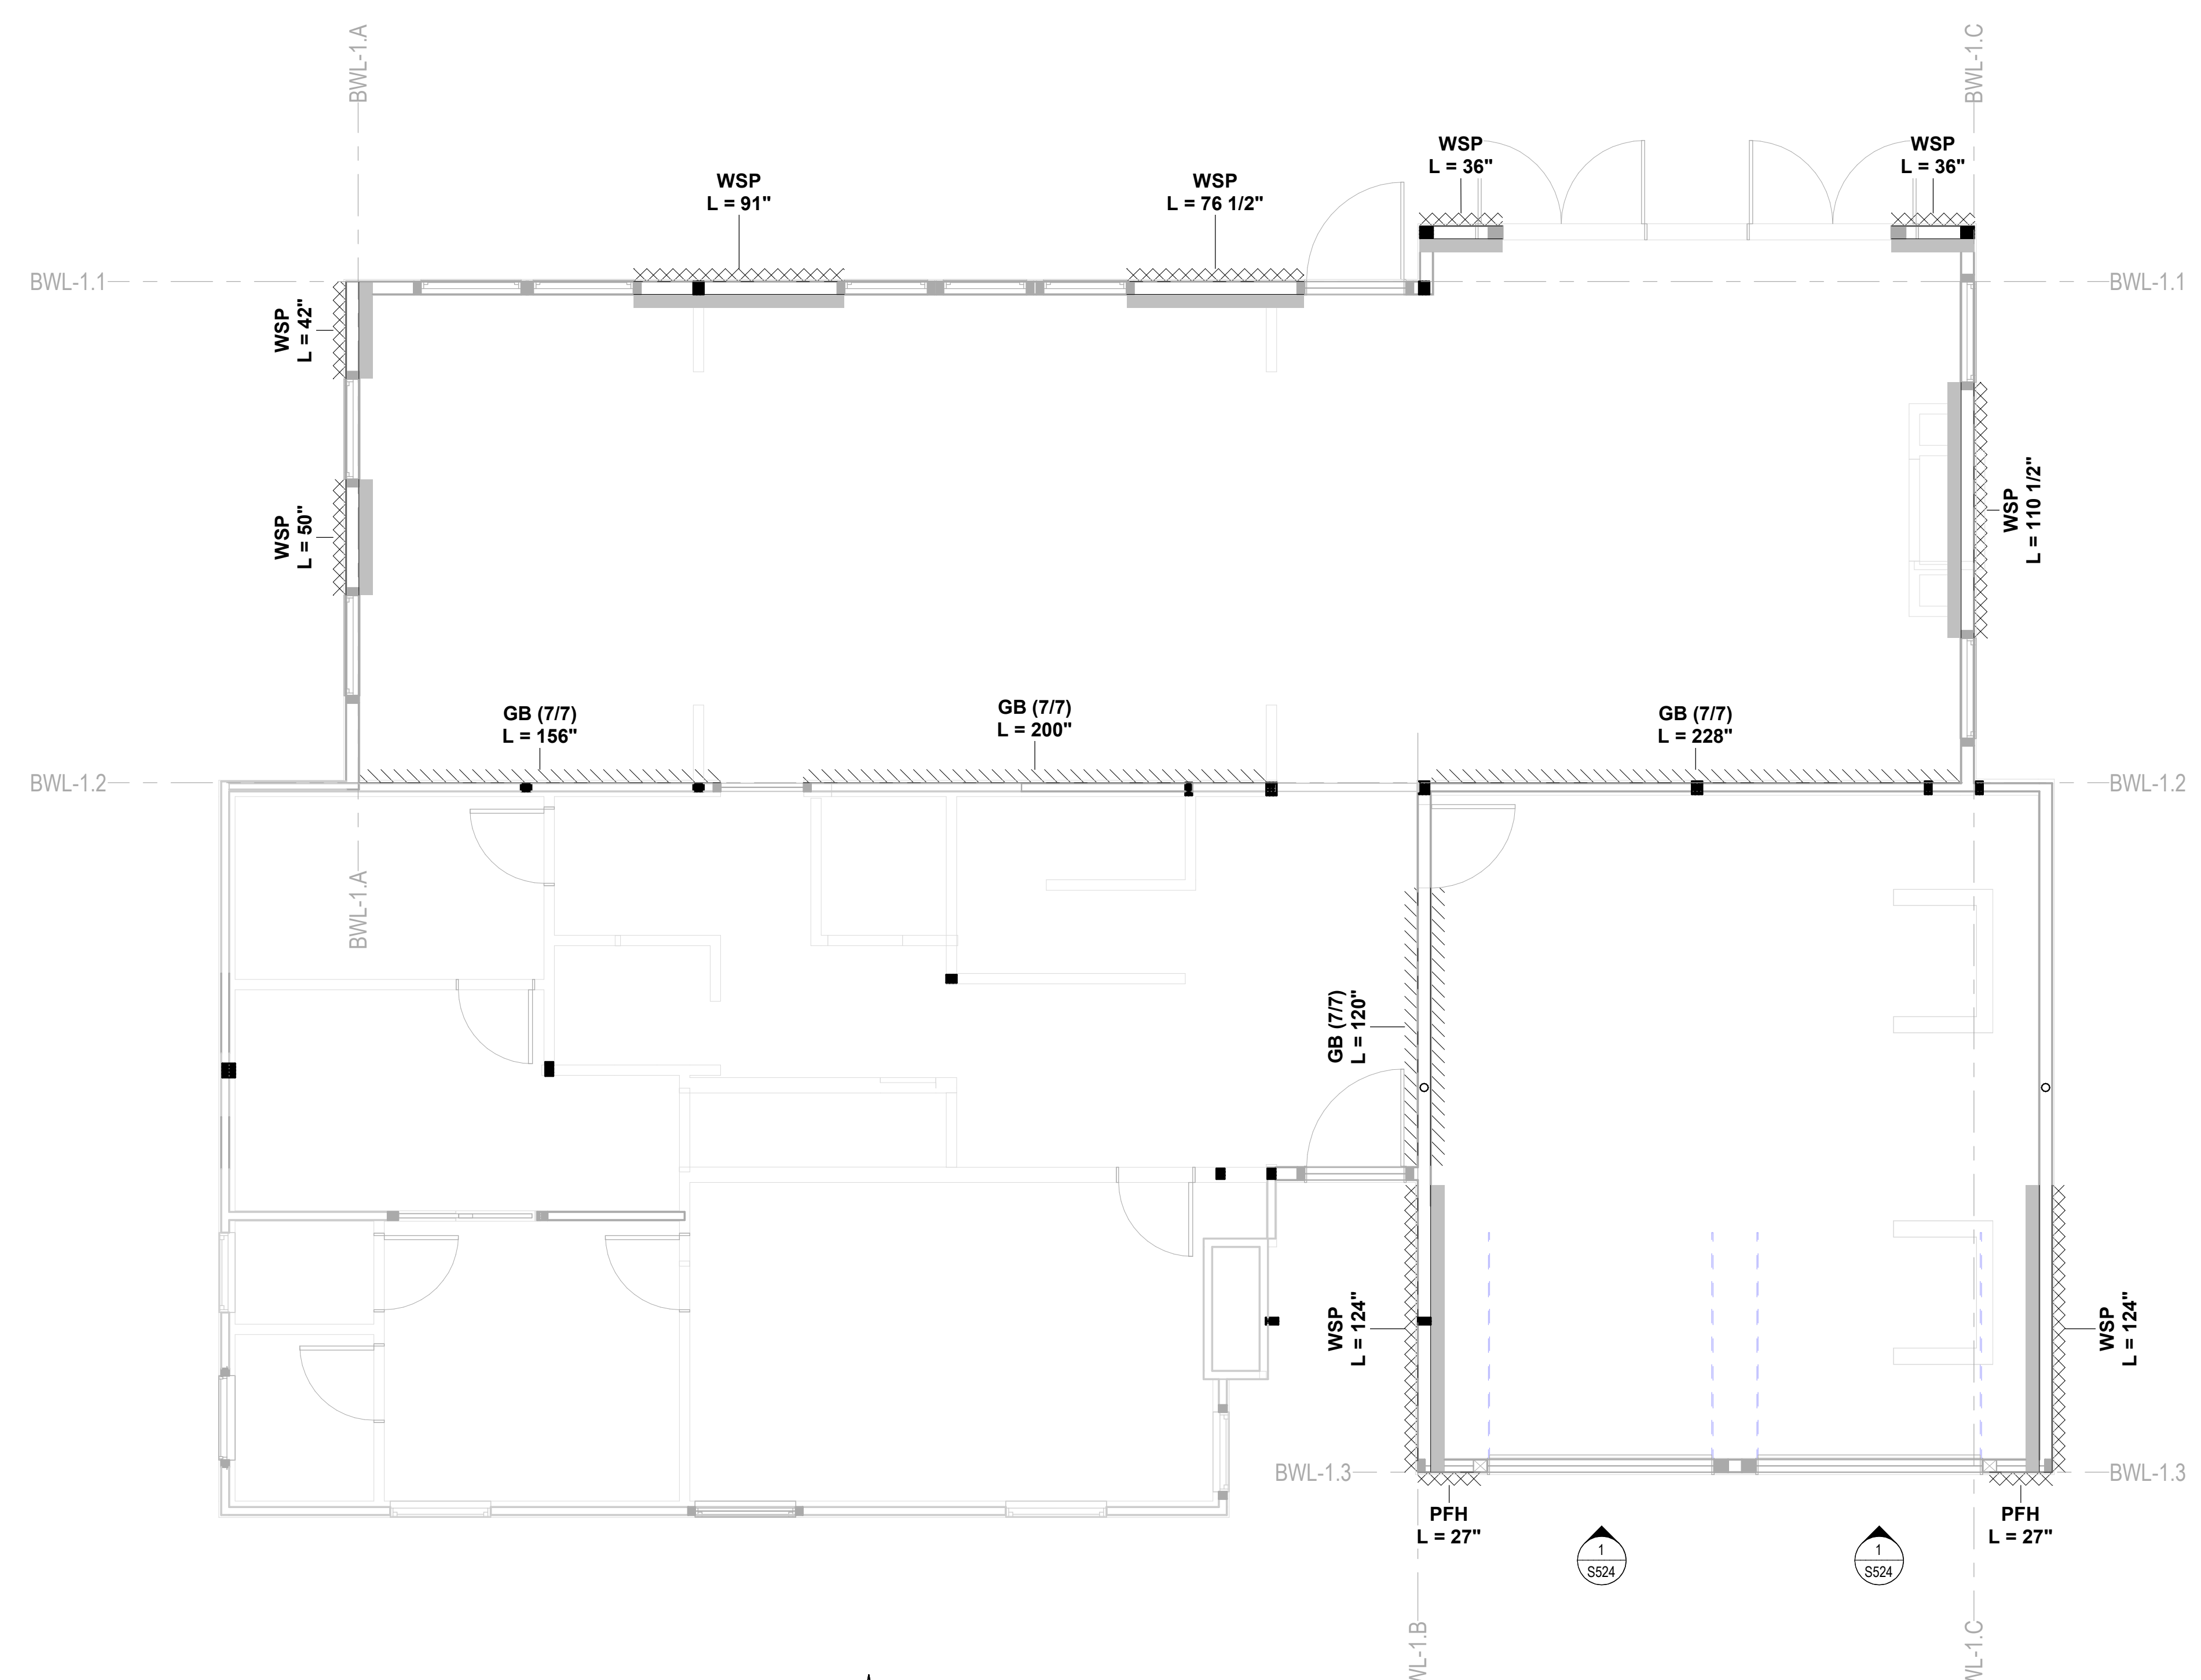 BWL-1.A
BWL-1.C
WSP
L = 36"
WSP
L = 36"
WSP
L = 91"
WSP
L = 76 1/2"
BWL-1.1
BWL-1.1
WSP
L = 42"
WSP
L = 50"
WSP
L = 110 1/2"
GB (7/7)
L = 156"
GB (7/7)
L = 200"
GB (7/7)
L = 228"
BWL-1.2
BWL-1.2
BWL-1.A
GB (7/7)
L = 120"
WSP
L = 124"
WSP
L = 124"
BWL-1.3
BWL-1.3
PFH
L = 27"
PFH
L = 27"
1
S524
1
S524
WL-1.B
WL-1.C